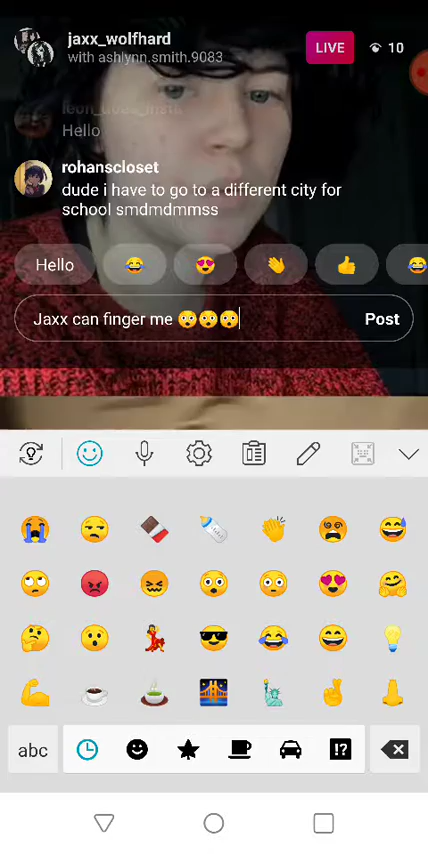 jaxx_wolfhard
with ashlynn.smith.9083
LIVE
10
Hello
rohanscloset
dude i have to go to a different city for
school smdmdmmss
Hello
Jaxx can finger me 😳😳😳
Post
abc
!?